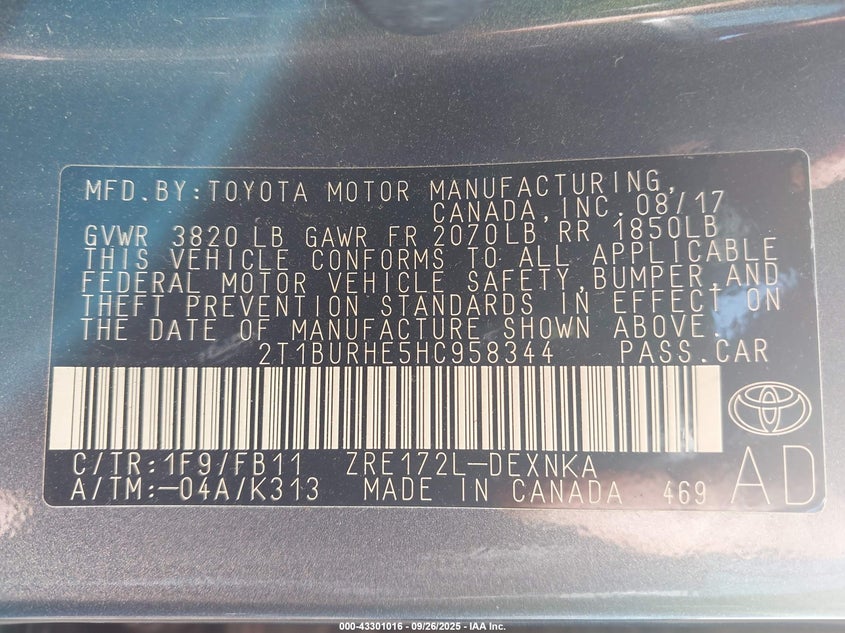 MFD.BY:TOYOTA MOTOR MANUFACTURING,
CANADA,INC. 08/17
GVWR 3820 LB GAWR FR 2070LB RR 1850LB
THIS VEHICLE CONFORMS TO ALL APPLICABLE
FEDERAL MOTOR VEHICLE SAFETY,BUMPER,AND
THEFT PREVENTION STANDARDS IN EFFECT ON
THE DATE OF MANUFACTURE SHOWN ABOVE.
2T1BURHE5HC958344 PASS.CAR
C/TR:1F9/FB11 ZRE172L-DEXNKA
A/TM:-04A/K313 MADE IN CANADA 469 AD
000-43301016 - 09/26/2025 - IAA Inc.